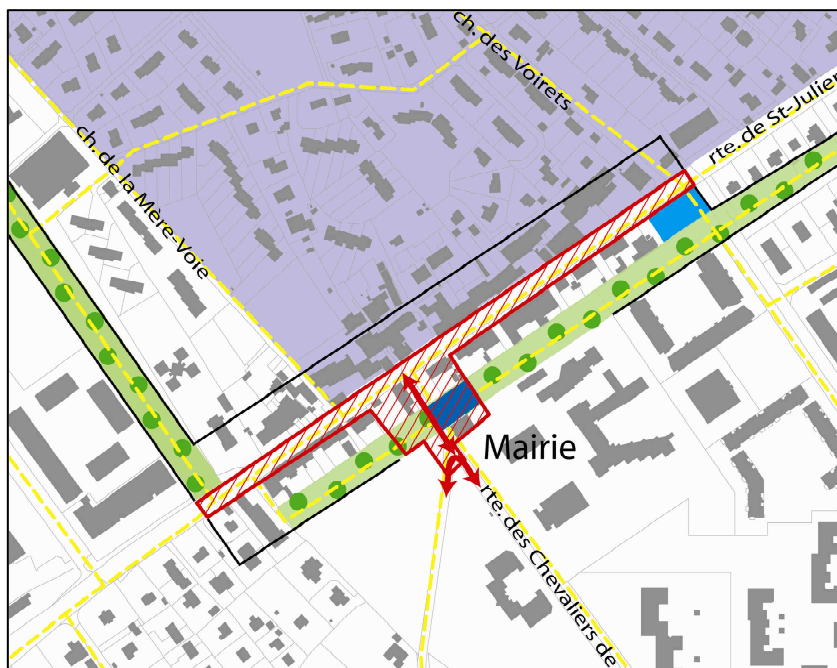 ch. des Voirets
rte. de St-Julien
ch. de la Mère-Voie
Mairie
rte. des Chevaliers de